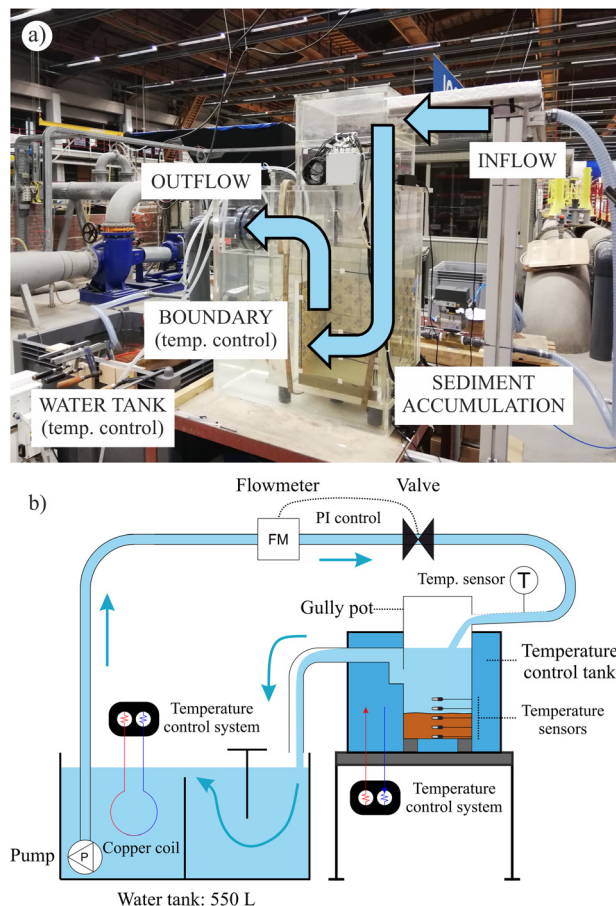 a)
INFLOW
OUTFLOW
BOUNDARY
(temp. control)
WATER TANK
(temp. control)
SEDIMENT
ACCUMULATION
b)
Flowmeter
Valve
PI control
FM
Temp. sensor
T
Gully pot
Temperature
control tank
Temperature
sensors
Temperature
control system
Temperature
control system
Copper coil
Pump
P
Water tank: 550 L